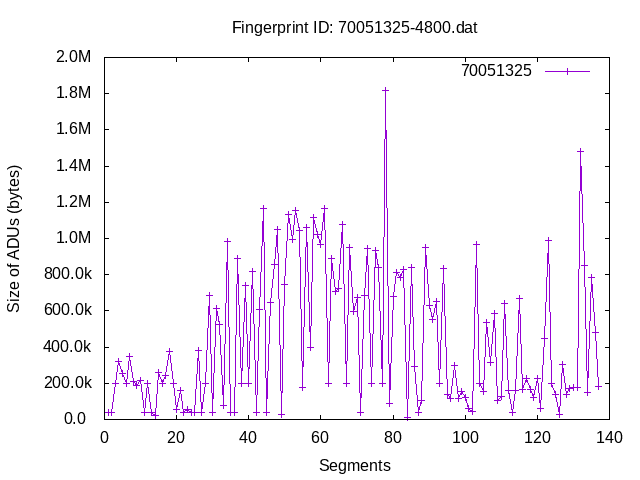 Fingerprint ID: 70051325-4800.dat
2.0M
70051325
1.8M
1.6M
1.4M
1.2M
1.0M
800.0k
600.0k
400.0k
200.0k
0.0
Size of ADUs (bytes)
0 20 40 60 80 100 120 140
Segments